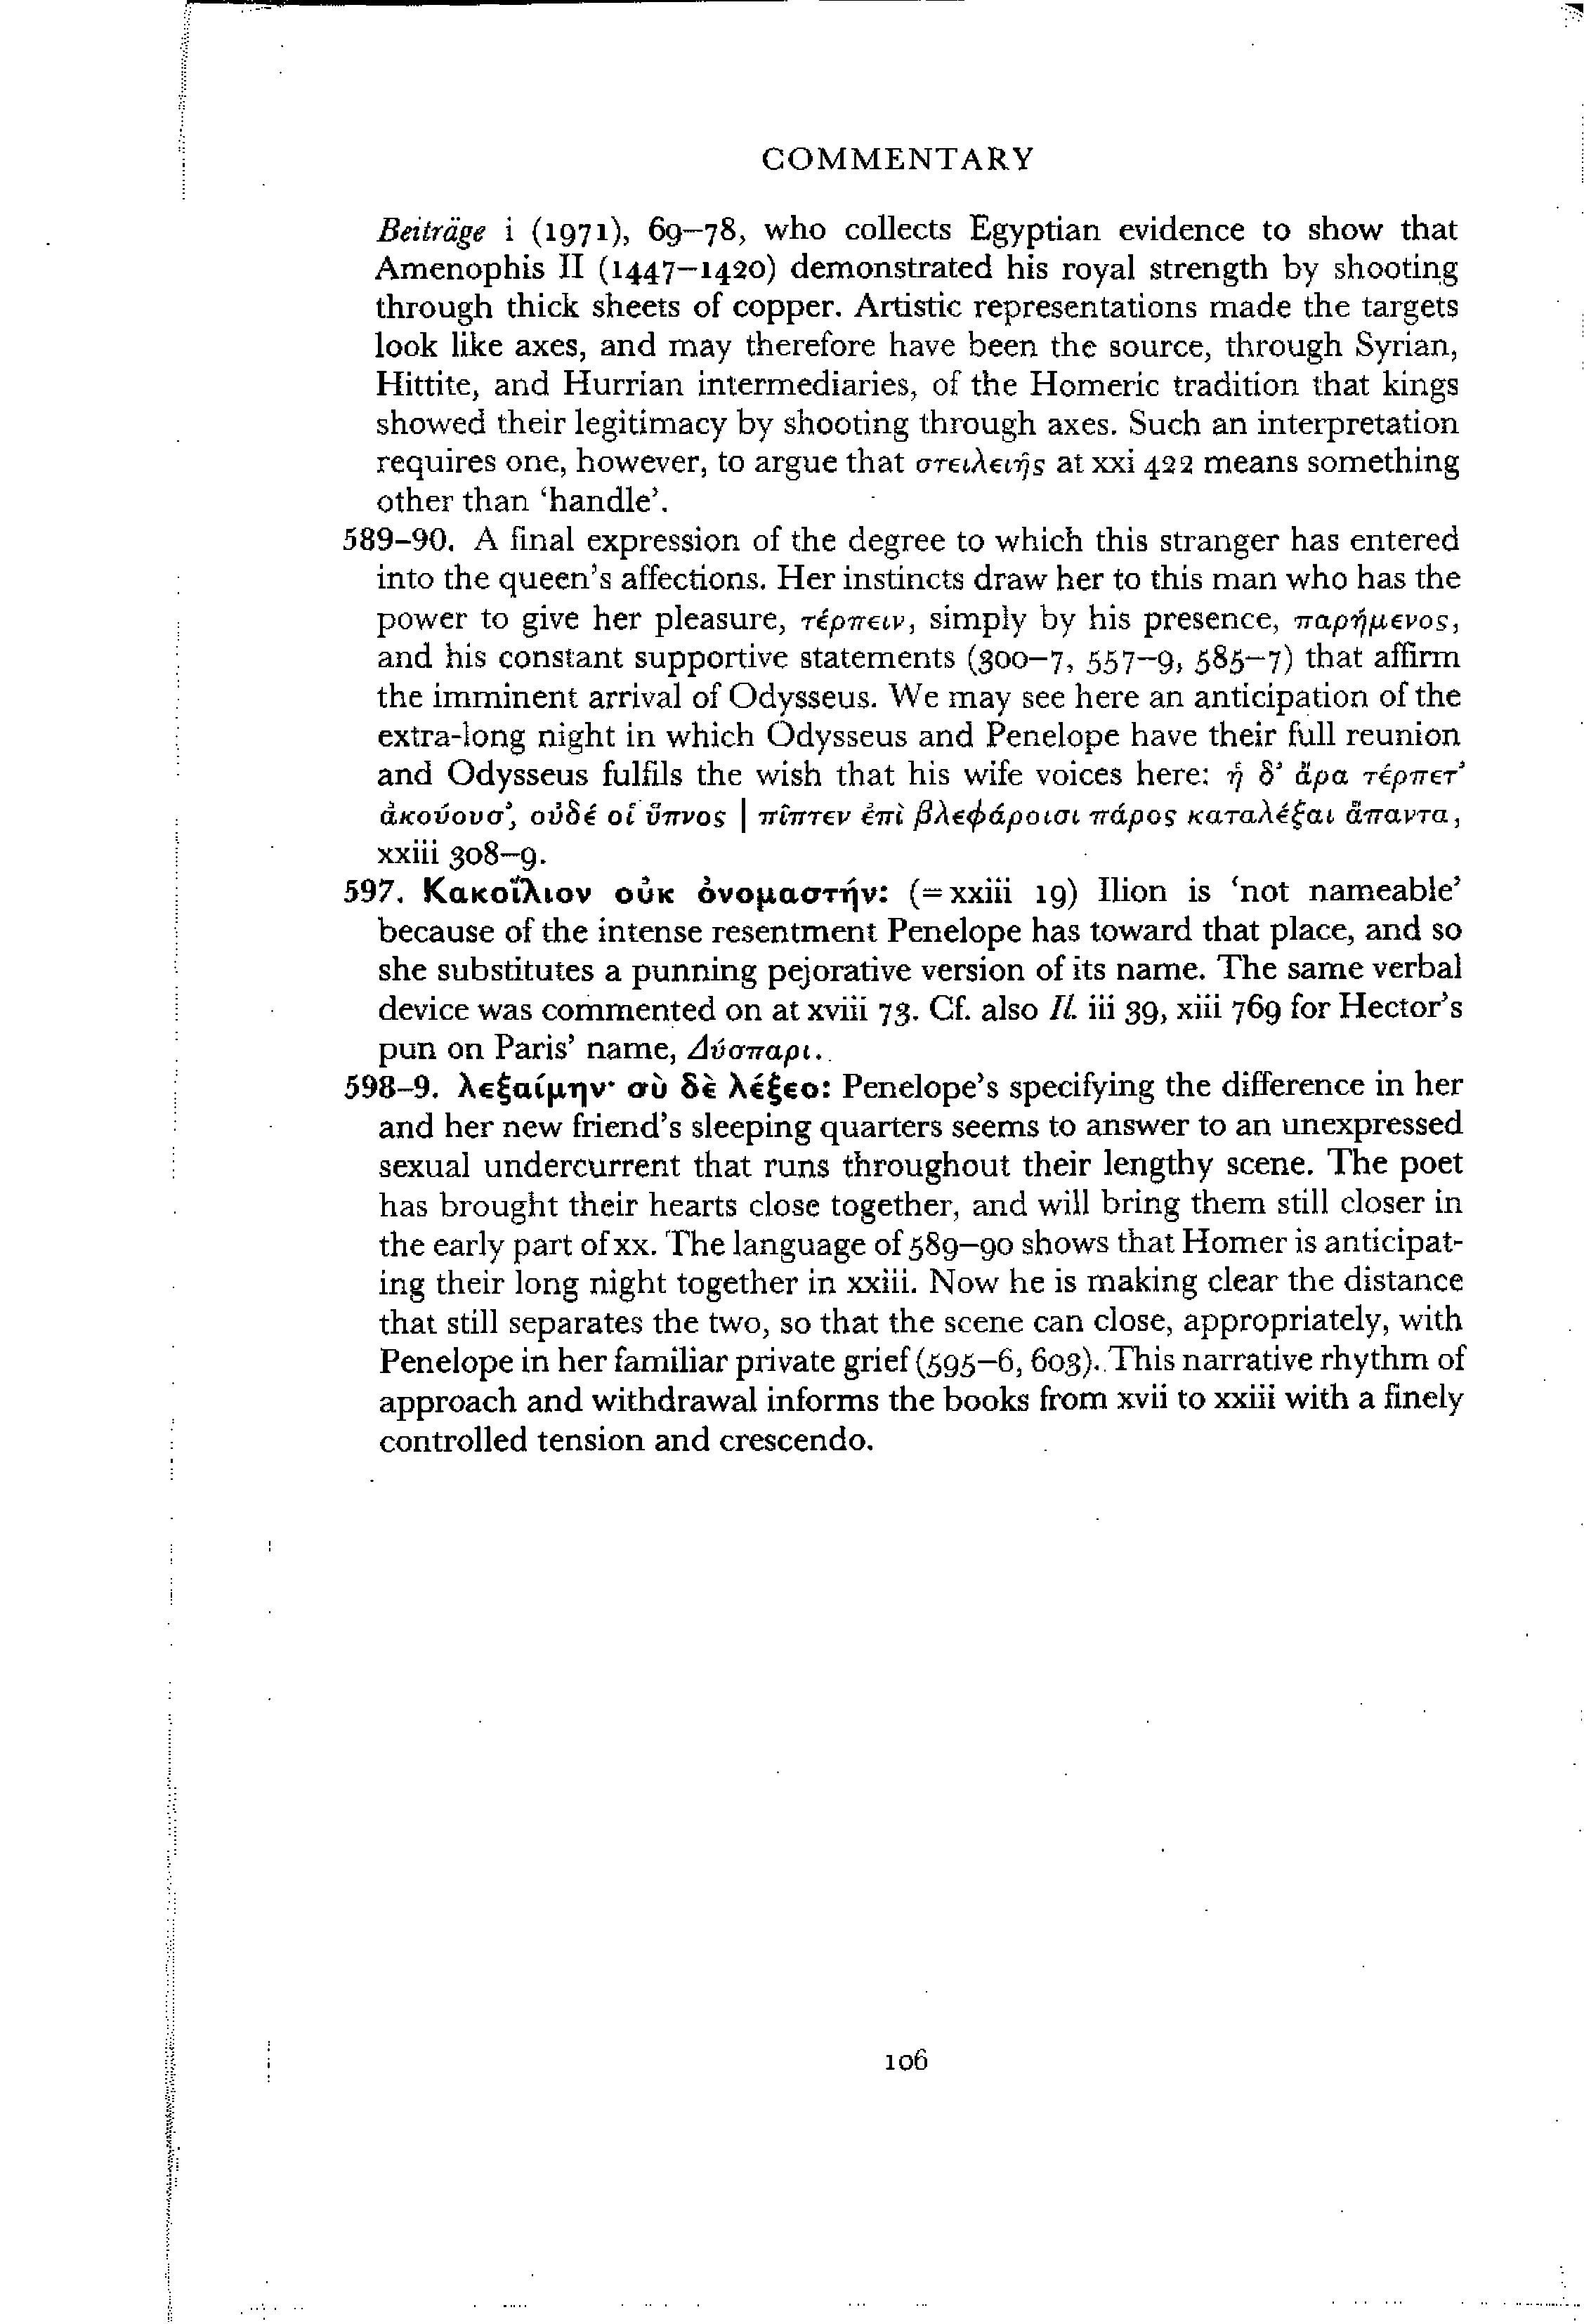 COMMENTARY
Beiträge i (1971), 69–78, who collects Egyptian evidence to show that
Amenophis II (1447–1420) demonstrated his royal strength by shooting
through thick sheets of copper. Artistic representations made the targets
look like axes, and may therefore have been the source, through Syrian,
Hittite, and Hurrian intermediaries, of the Homeric tradition that kings
showed their legitimacy by shooting through axes. Such an interpretation
requires one, however, to argue that στειλειῆς at xxi 422 means something
other than ‘handle’.
589–90. A final expression of the degree to which this stranger has entered
into the queen’s affections. Her instincts draw her to this man who has the
power to give her pleasure, τέρπειν, simply by his presence, παρήμενος,
and his constant supportive statements (300–7, 557–9, 585–7) that affirm
the imminent arrival of Odysseus. We may see here an anticipation of the
extra-long night in which Odysseus and Penelope have their full reunion
and Odysseus fulfils the wish that his wife voices here: ἡ δ’ ἄρα τέρπετ’
ἀκούουσ’, οὐδέ οἱ ὕπνος | πῖπτεν ἐπὶ βλεφάροισι πάρος καταλέξαι ἅπαντα,
xxiii 308–9.
597. Κακοΐλιον οὐκ ὀνομαστήν: (= xxiii 19) Ilion is ‘not nameable’
because of the intense resentment Penelope has toward that place, and so
she substitutes a punning pejorative version of its name. The same verbal
device was commented on at xviii 73. Cf. also Il. iii 39, xiii 769 for Hector’s
pun on Paris’ name, Δύσπαρι.
598–9. λεξαίμην· σὺ δὲ λέξεο: Penelope’s specifying the difference in her
and her new friend’s sleeping quarters seems to answer to an unexpressed
sexual undercurrent that runs throughout their lengthy scene. The poet
has brought their hearts close together, and will bring them still closer in
the early part of xx. The language of 589–90 shows that Homer is anticipat-
ing their long night together in xxiii. Now he is making clear the distance
that still separates the two, so that the scene can close, appropriately, with
Penelope in her familiar private grief (595–6, 603). This narrative rhythm of
approach and withdrawal informs the books from xvii to xxiii with a finely
controlled tension and crescendo.
106